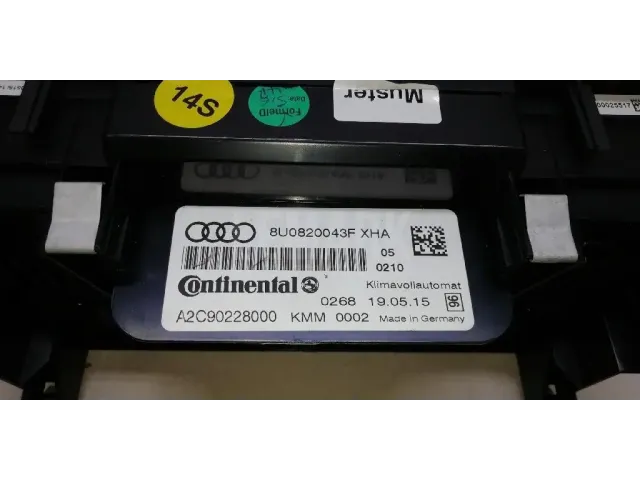 14S
Muster
8U0820043F XHA
05
0210
Continental
Klimavollautomat
0268 19.05.15
96
A2C90228000 KMM 0002 Made in Germany